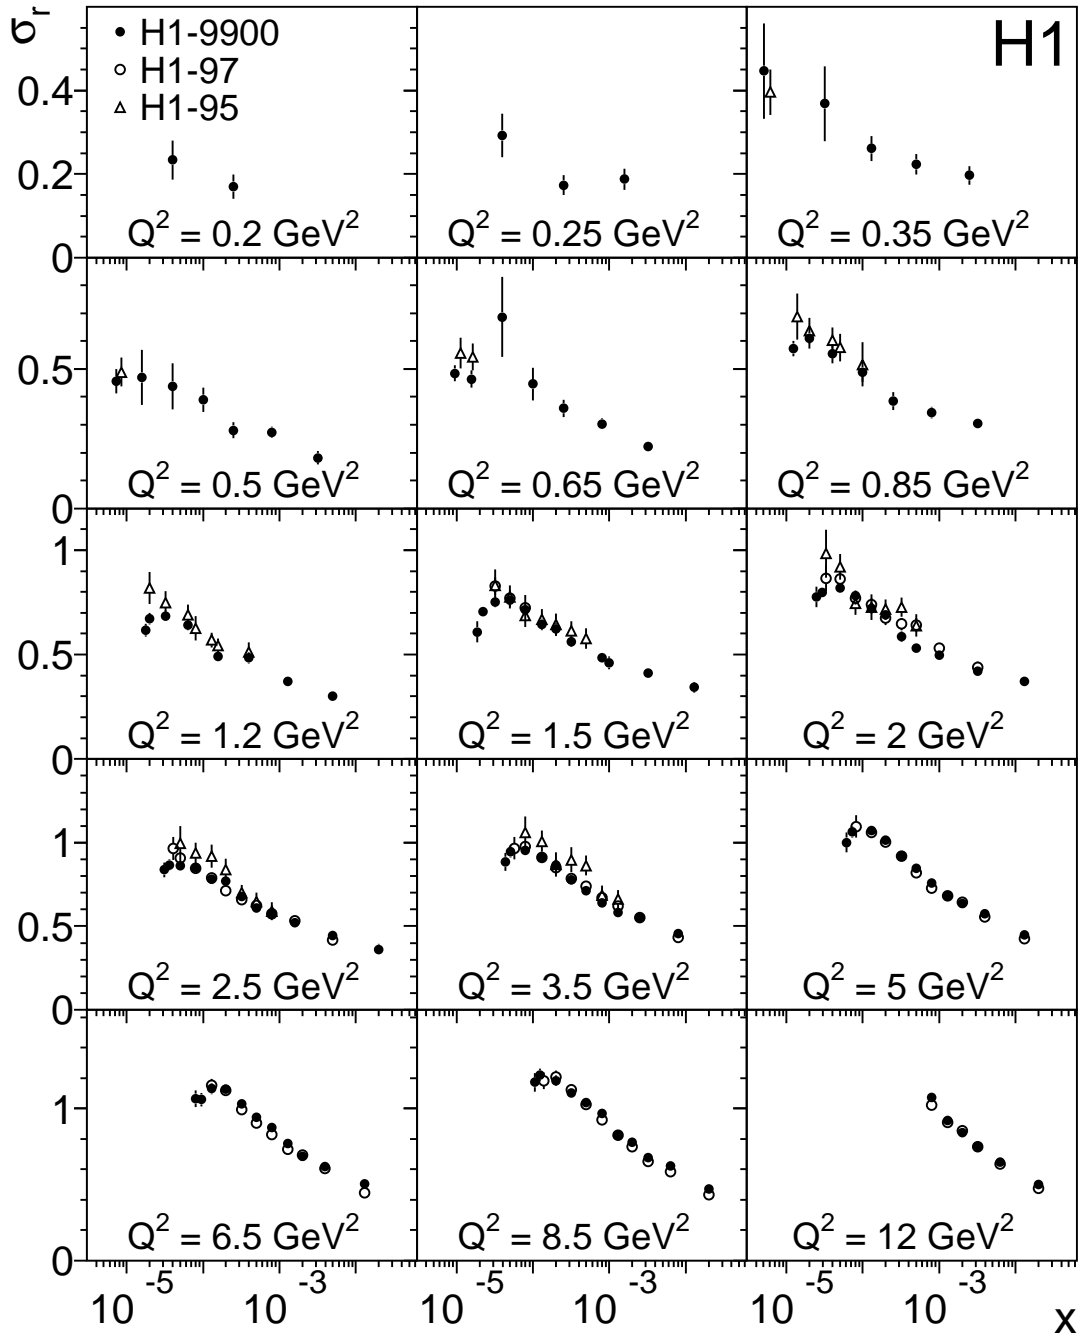 σr
H1-9900
H1-97
H1-95
H1
0.4
0.2
0
Q² = 0.2 GeV²
Q² = 0.25 GeV²
Q² = 0.35 GeV²
0.5
0
Q² = 0.5 GeV²
Q² = 0.65 GeV²
Q² = 0.85 GeV²
1
0.5
0
Q² = 1.2 GeV²
Q² = 1.5 GeV²
Q² = 2 GeV²
1
0.5
0
Q² = 2.5 GeV²
Q² = 3.5 GeV²
Q² = 5 GeV²
1
0
Q² = 6.5 GeV²
Q² = 8.5 GeV²
Q² = 12 GeV²
10⁻⁵ 10⁻³ 10⁻⁵ 10⁻³ 10⁻⁵ 10⁻³
x